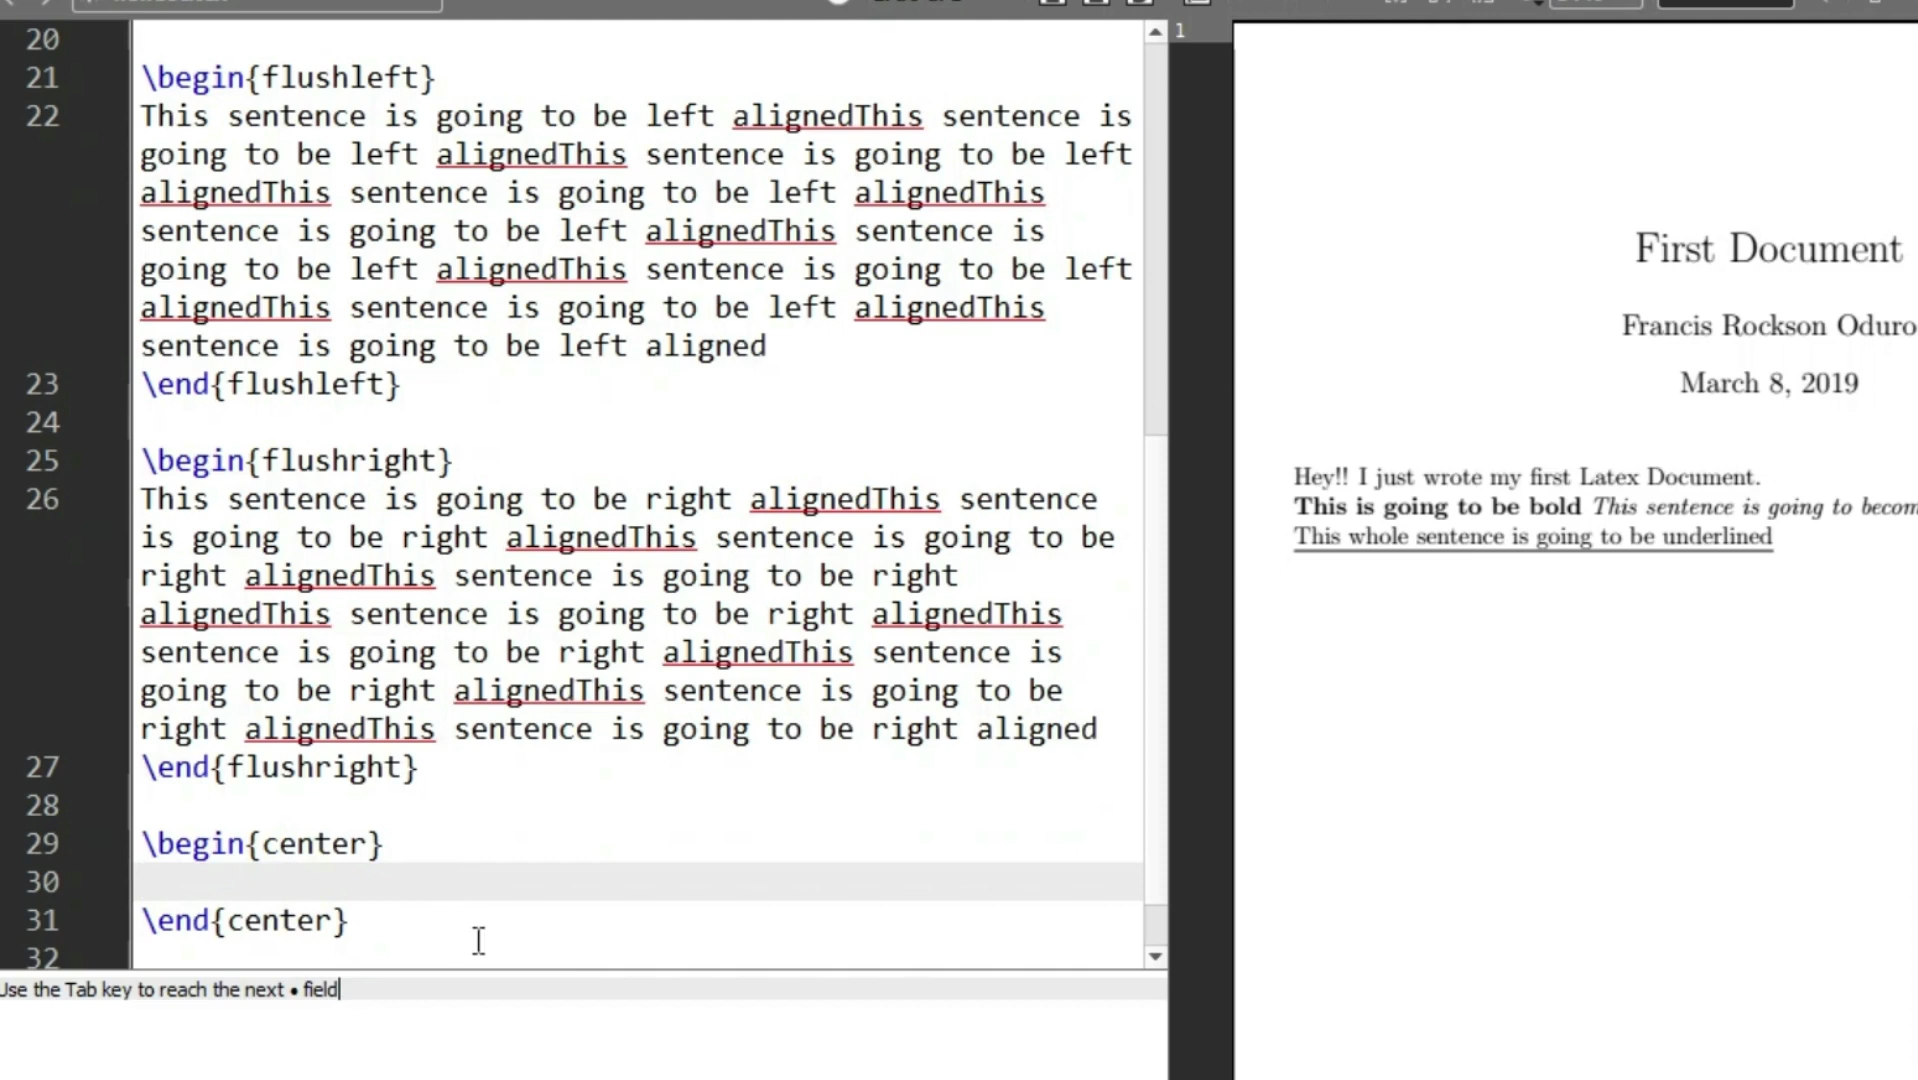 20
21 \begin{flushleft}
22 This sentence is going to be left alignedThis sentence is
going to be left alignedThis sentence is going to be left
alignedThis sentence is going to be left alignedThis
sentence is going to be left alignedThis sentence is
going to be left alignedThis sentence is going to be left
alignedThis sentence is going to be left alignedThis
sentence is going to be left aligned
23 \end{flushleft}
24
25 \begin{flushright}
26 This sentence is going to be right alignedThis sentence
is going to be right alignedThis sentence is going to be
right alignedThis sentence is going to be right
alignedThis sentence is going to be right alignedThis
sentence is going to be right alignedThis sentence is
going to be right alignedThis sentence is going to be
right alignedThis sentence is going to be right aligned
27 \end{flushright}
28
29 \begin{center}
30
31 \end{center}
32
Use the Tab key to reach the next • field
1
First Document
Francis Rockson Oduro
March 8, 2019
Hey!! I just wrote my first Latex Document.
This is going to be bold This sentence is going to becom
This whole sentence is going to be underlined